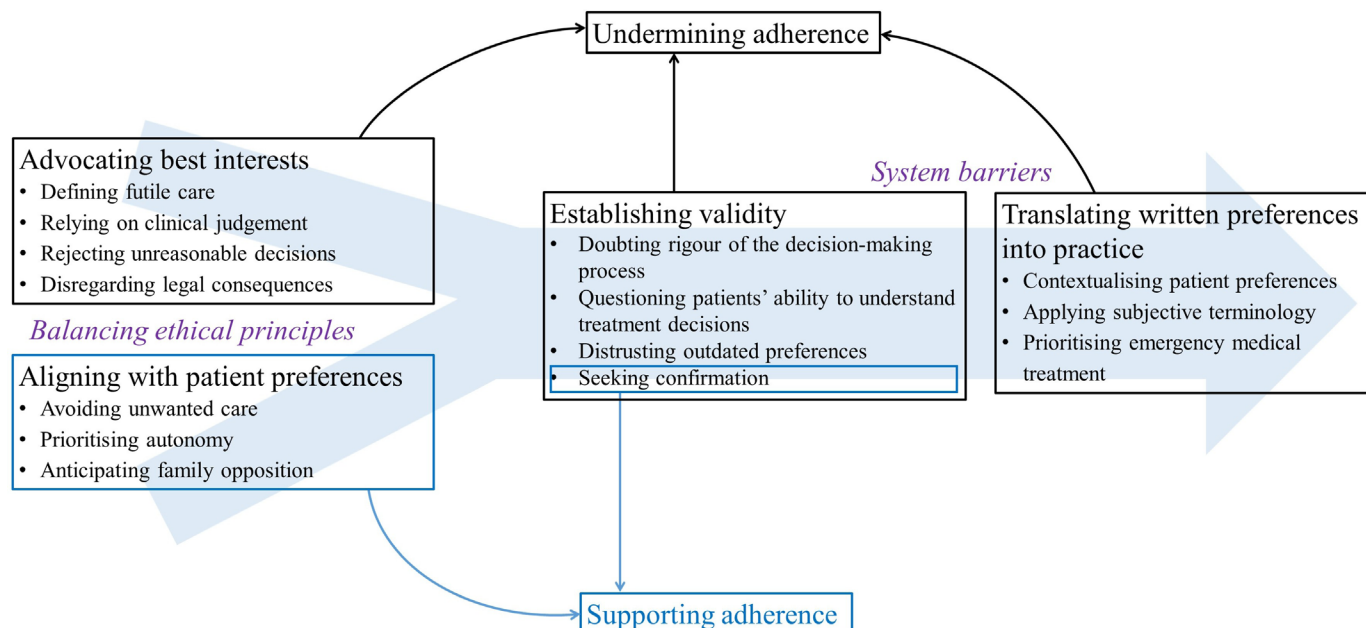 Undermining adherence
Advocating best interests
• Defining futile care
• Relying on clinical judgement
• Rejecting unreasonable decisions
• Disregarding legal consequences
Balancing ethical principles
Aligning with patient preferences
• Avoiding unwanted care
• Prioritising autonomy
• Anticipating family opposition
System barriers
Establishing validity
• Doubting rigour of the decision-making
process
• Questioning patients' ability to understand
treatment decisions
• Distrusting outdated preferences
• Seeking confirmation
Translating written preferences
into practice
• Contextualising patient preferences
• Applying subjective terminology
• Prioritising emergency medical
treatment
Supporting adherence